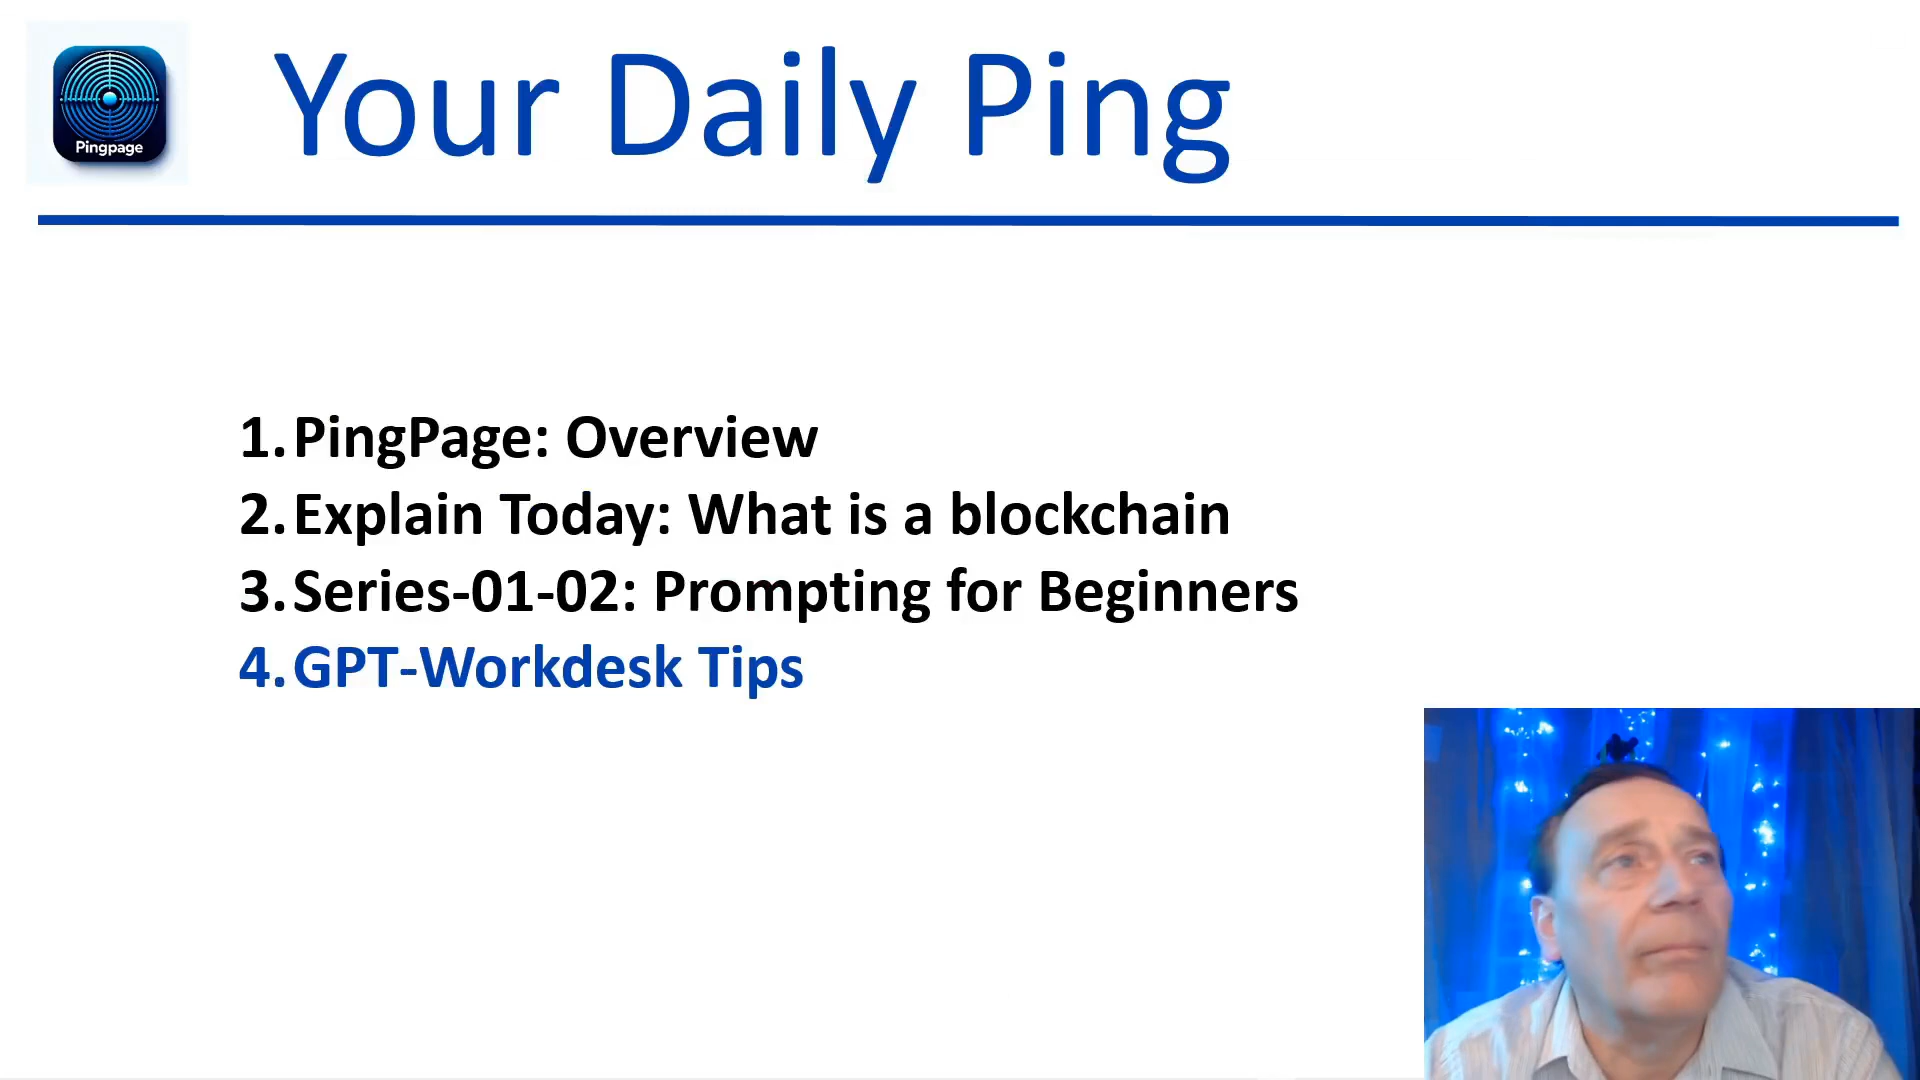 Pingpage
Your Daily Ping
1. PingPage: Overview
2. Explain Today: What is a blockchain
3. Series-01-02: Prompting for Beginners
4. GPT-Workdesk Tips